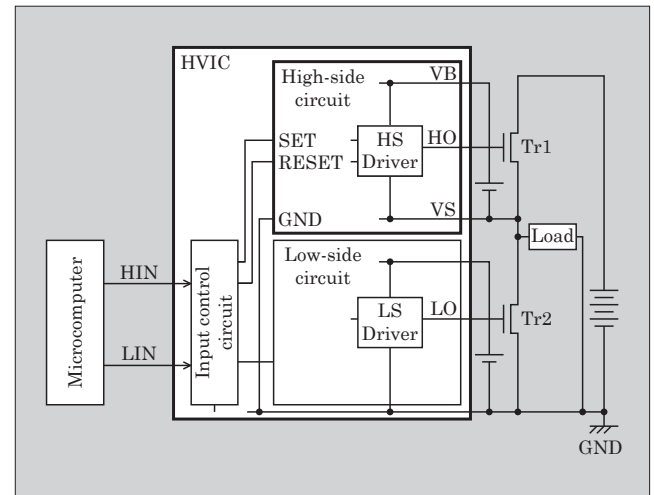 HVIC
High-side
circuit
VB
SET
RESET
HS
Driver
HO
Tr1
GND
VS
Load
Microcomputer
HIN
LIN
Input control
circuit
Low-side
circuit
LS
Driver
LO
Tr2
GND